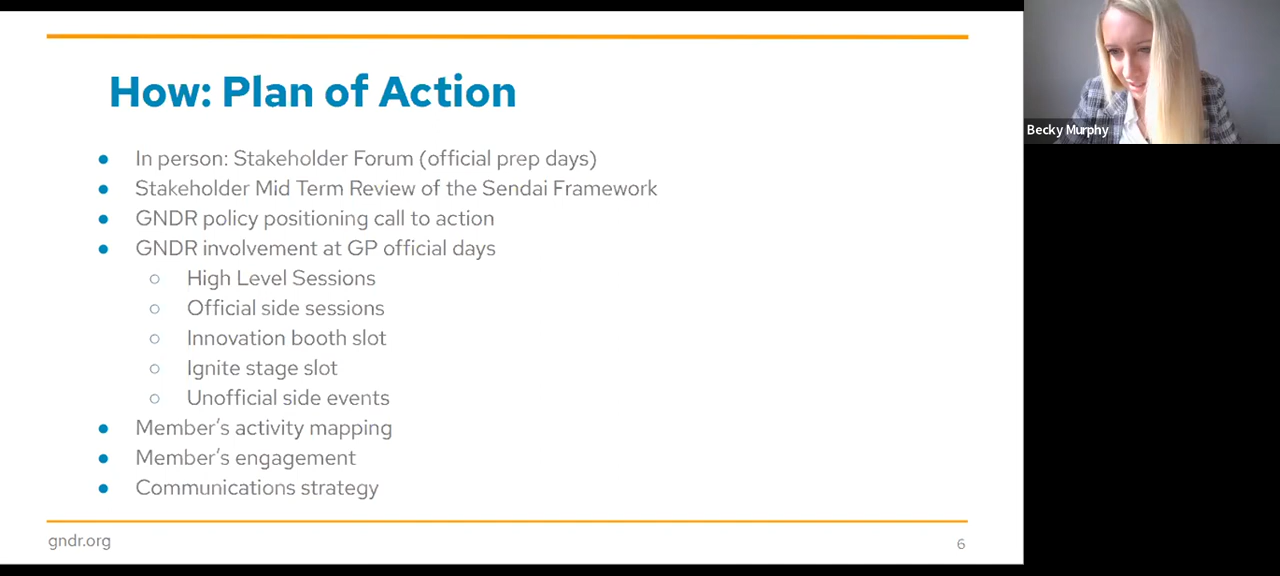 How: Plan of Action
● In person: Stakeholder Forum (official prep days)
● Stakeholder Mid Term Review of the Sendai Framework
● GNDR policy positioning call to action
● GNDR involvement at GP official days
○ High Level Sessions
○ Official side sessions
○ Innovation booth slot
○ Ignite stage slot
○ Unofficial side events
● Member’s activity mapping
● Member’s engagement
● Communications strategy
gndr.org
6
Becky Murphy